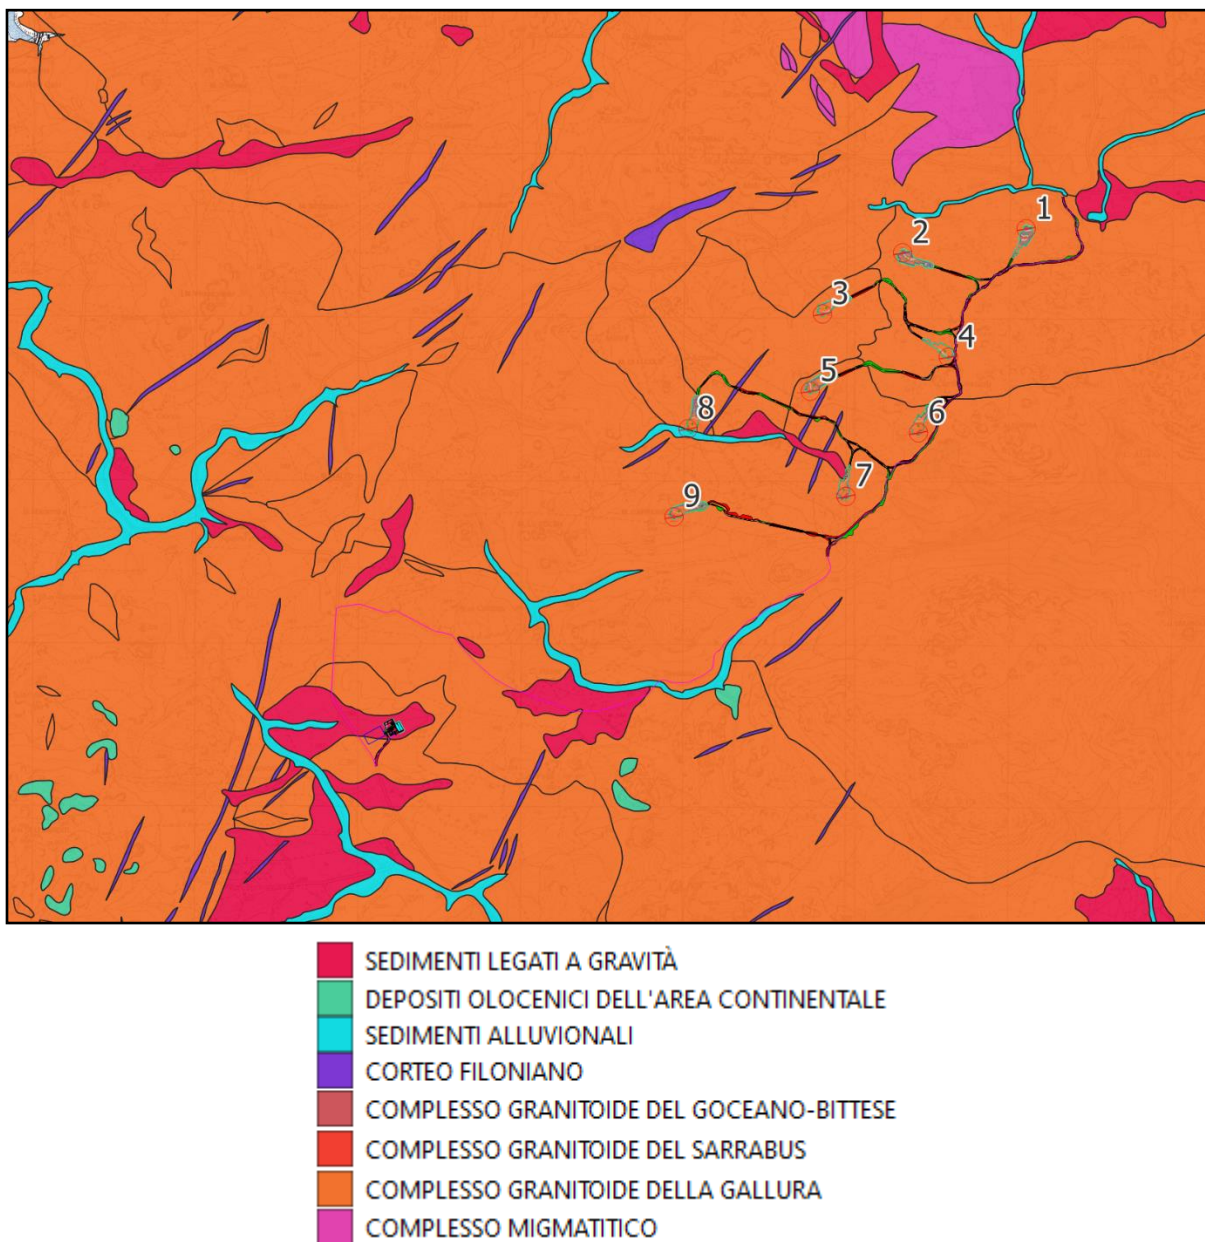 1
2
3
4
5
6
7
8
9
SEDIMENTI LEGATI A GRAVITÀ
DEPOSITI OLOCENICI DELL'AREA CONTINENTALE
SEDIMENTI ALLUVIONALI
CORTEO FILONIANO
COMPLESSO GRANITOIDE DEL GOCEANO-BITTESE
COMPLESSO GRANITOIDE DEL SARRABUS
COMPLESSO GRANITOIDE DELLA GALLURA
COMPLESSO MIGMATITICO